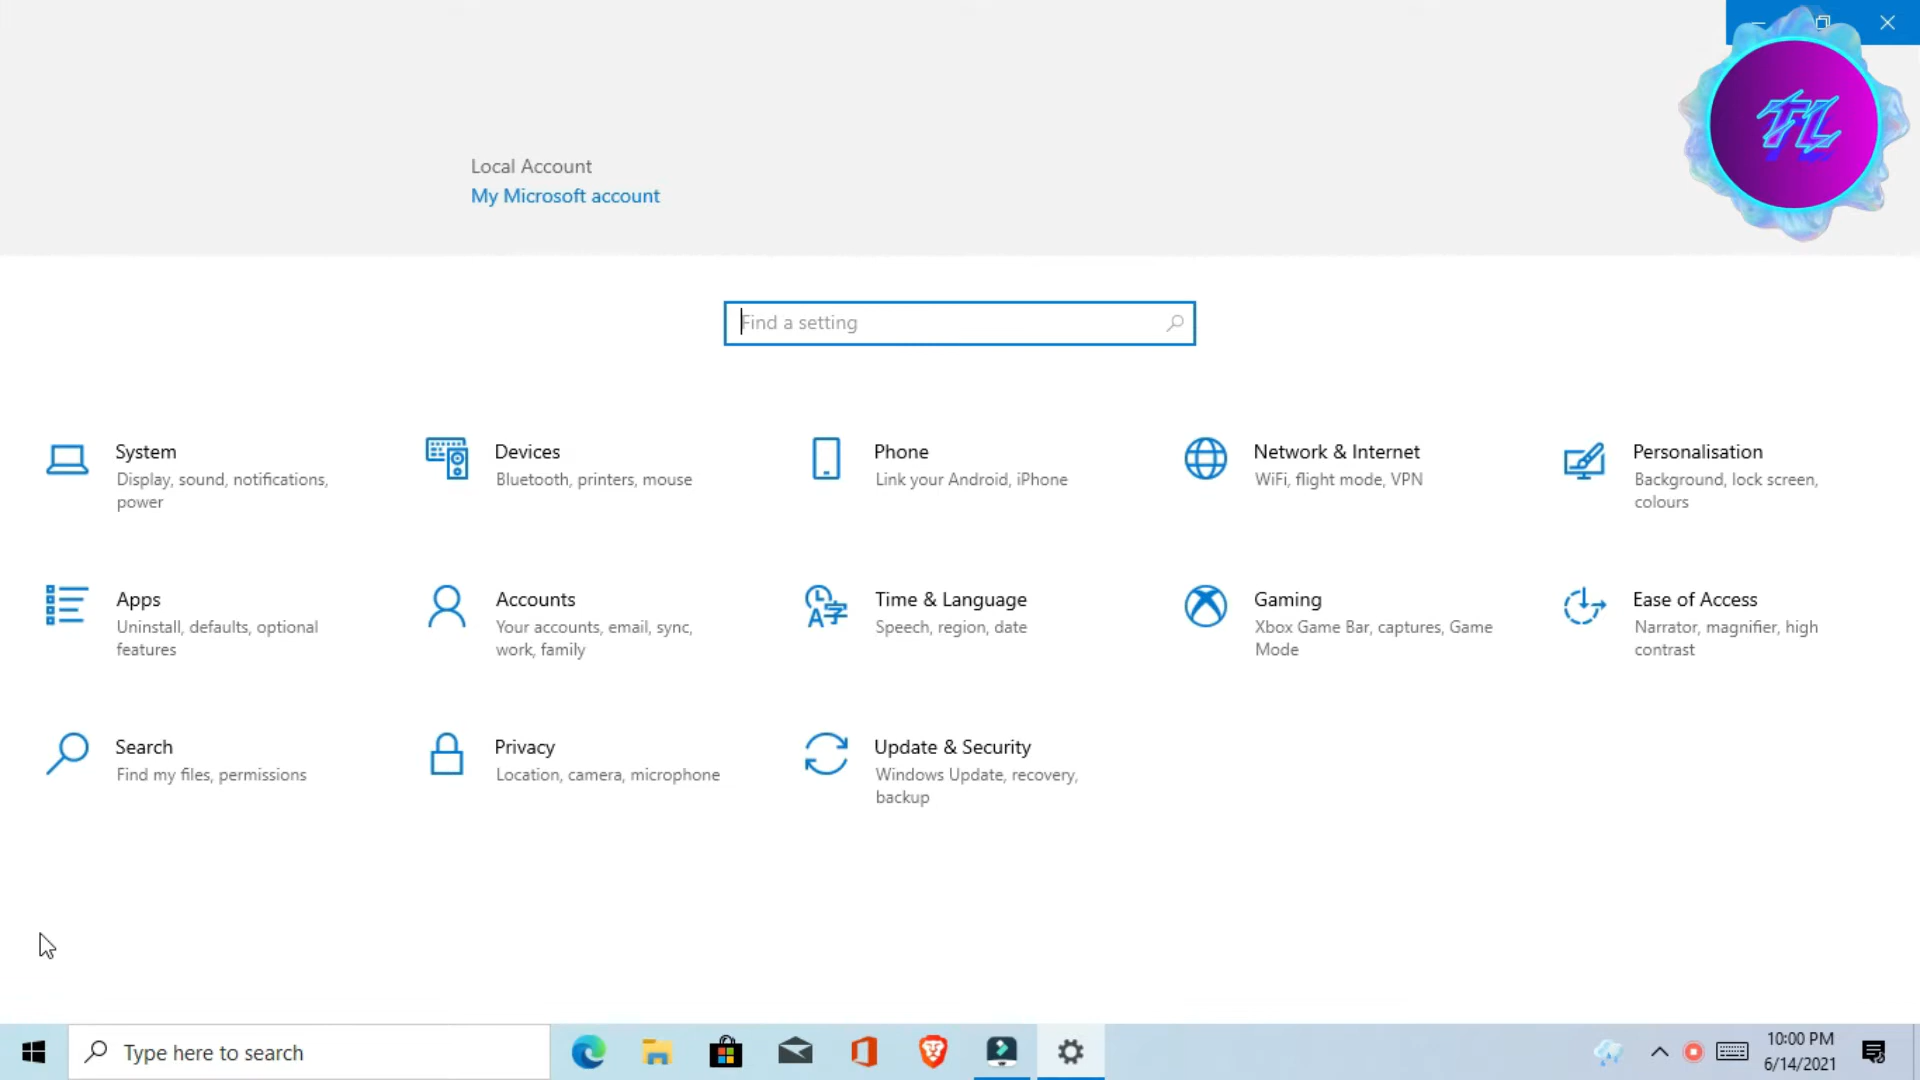 TL
Local Account
My Microsoft account
Find a setting
System
Display, sound, notifications,
power
Devices
Bluetooth, printers, mouse
Phone
Link your Android, iPhone
Network & Internet
WiFi, flight mode, VPN
Personalisation
Background, lock screen,
colours
Apps
Uninstall, defaults, optional
features
Accounts
Your accounts, email, sync,
work, family
Time & Language
Speech, region, date
Gaming
Xbox Game Bar, captures, Game
Mode
Ease of Access
Narrator, magnifier, high
contrast
Search
Find my files, permissions
Privacy
Location, camera, microphone
Update & Security
Windows Update, recovery,
backup
Type here to search
10:00 PM
6/14/2021